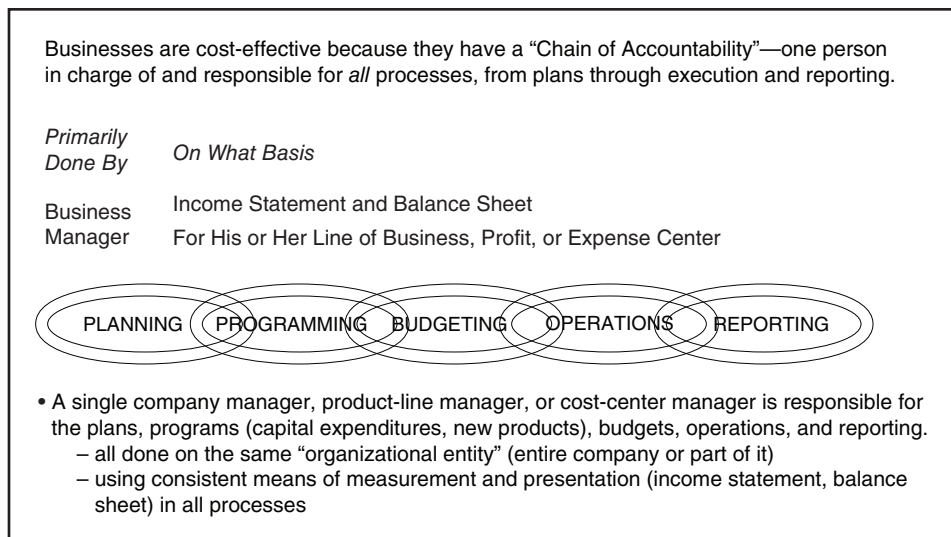 Businesses are cost-effective because they have a “Chain of Accountability”—one person
in charge of and responsible for all processes, from plans through execution and reporting.
Primarily
Done By
On What Basis
Business
Manager
Income Statement and Balance Sheet
For His or Her Line of Business, Profit, or Expense Center
PLANNING PROGRAMMING BUDGETING OPERATIONS REPORTING
• A single company manager, product-line manager, or cost-center manager is responsible for
the plans, programs (capital expenditures, new products), budgets, operations, and reporting.
– all done on the same “organizational entity” (entire company or part of it)
– using consistent means of measurement and presentation (income statement, balance
sheet) in all processes